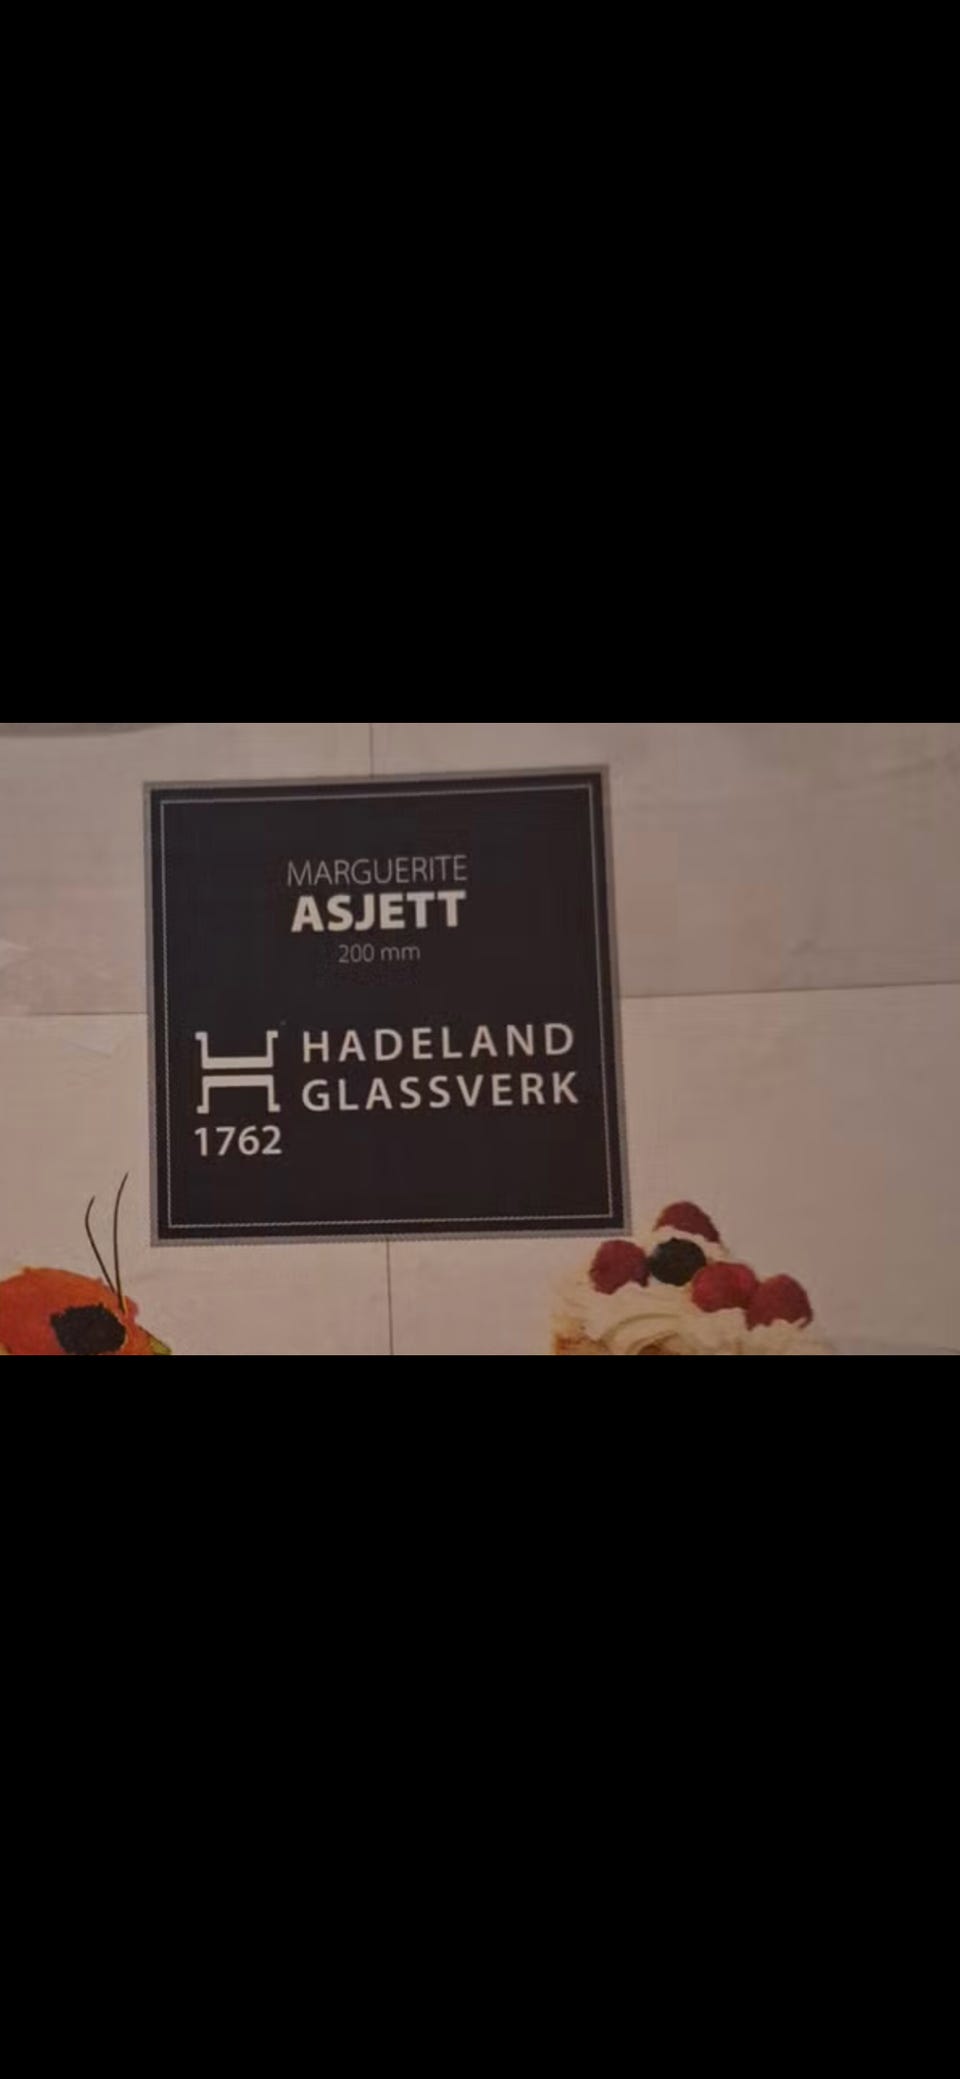 MARGUERITE
ASJETT
200 mm
HADELAND
GLASSVERK
1762